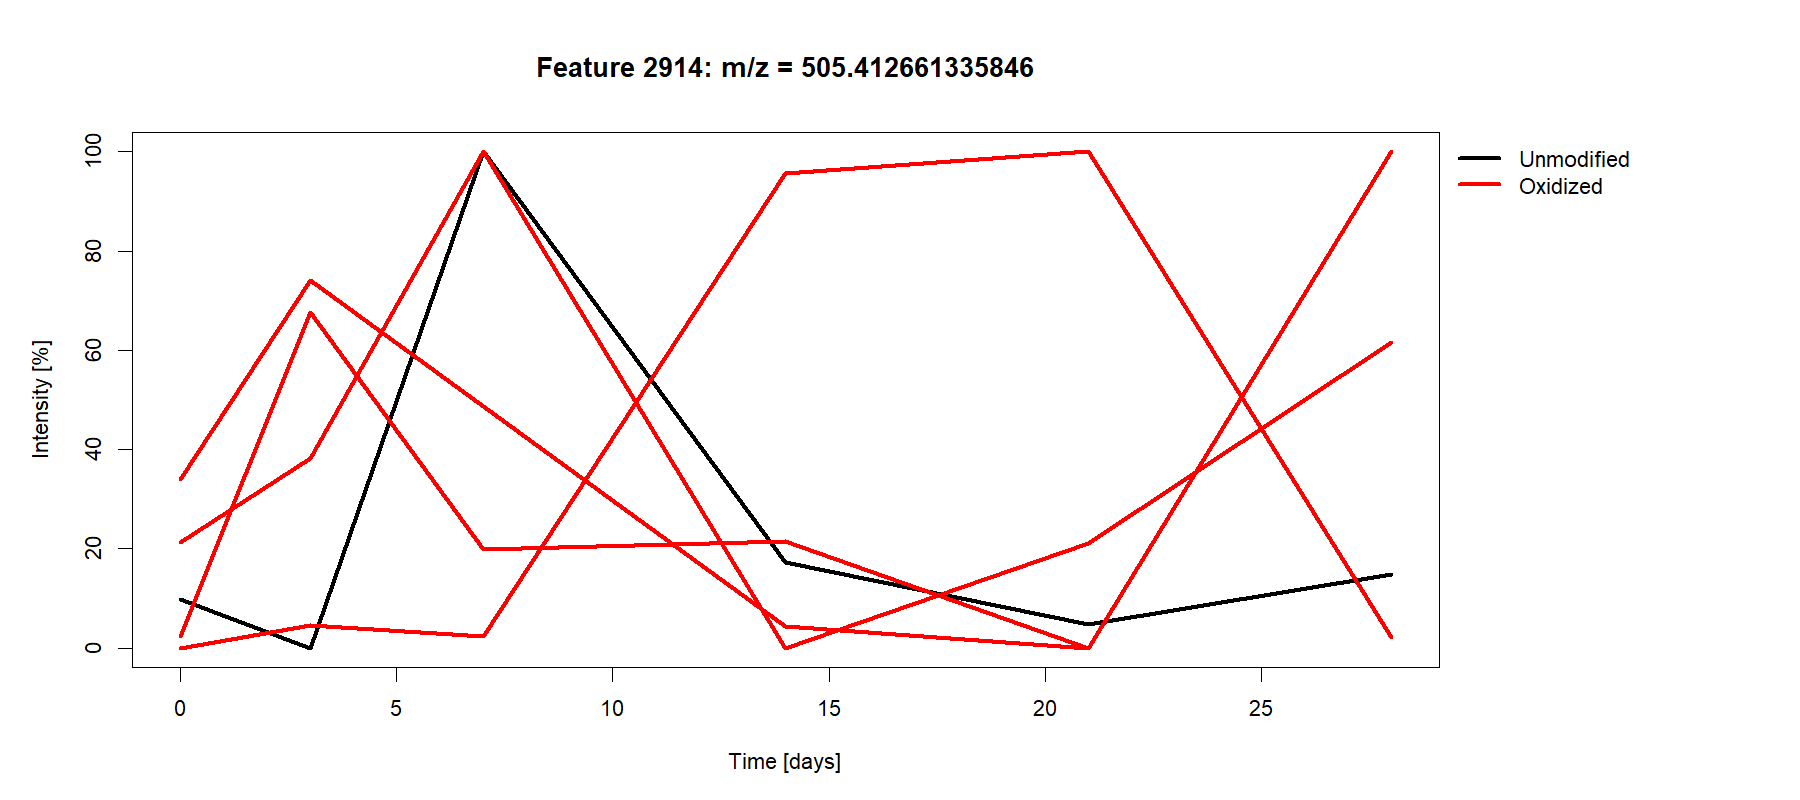 Feature 2914: m/z = 505.412661335846
Unmodified
Oxidized
Intensity [%]
100
80
60
40
20
0
0 5 10 15 20 25
Time [days]